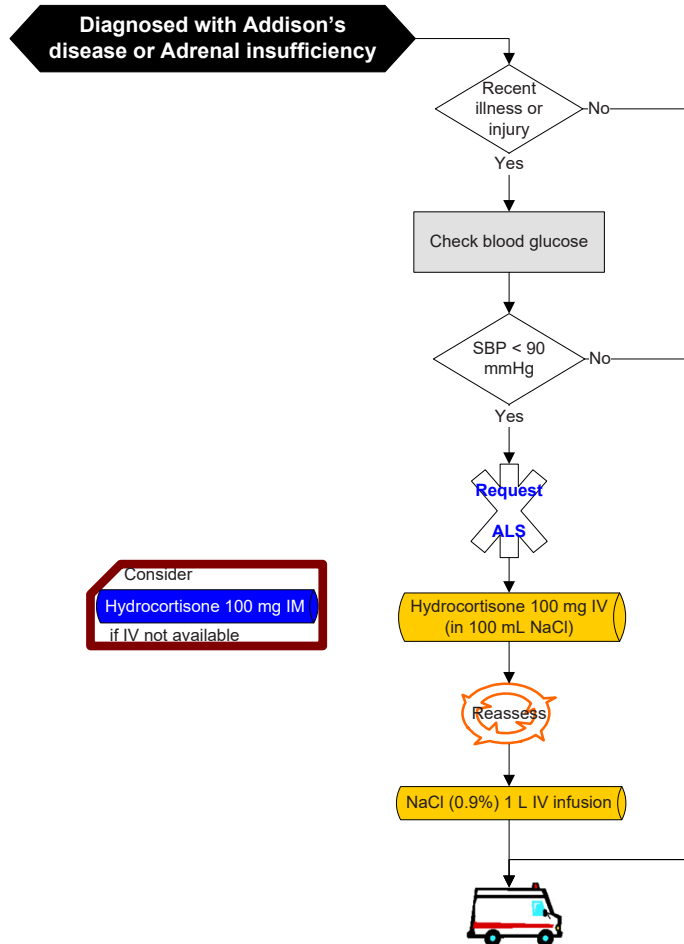 Diagnosed with Addison's
disease or Adrenal insufficiency
Recent
illness or
injury
No
Yes
Check blood glucose
SBP < 90
mmHg
No
Yes
Request
ALS
Consider
Hydrocortisone 100 mg IM
if IV not available
Hydrocortisone 100 mg IV
(in 100 mL NaCl)
Reassess
NaCl (0.9%) 1 L IV infusion